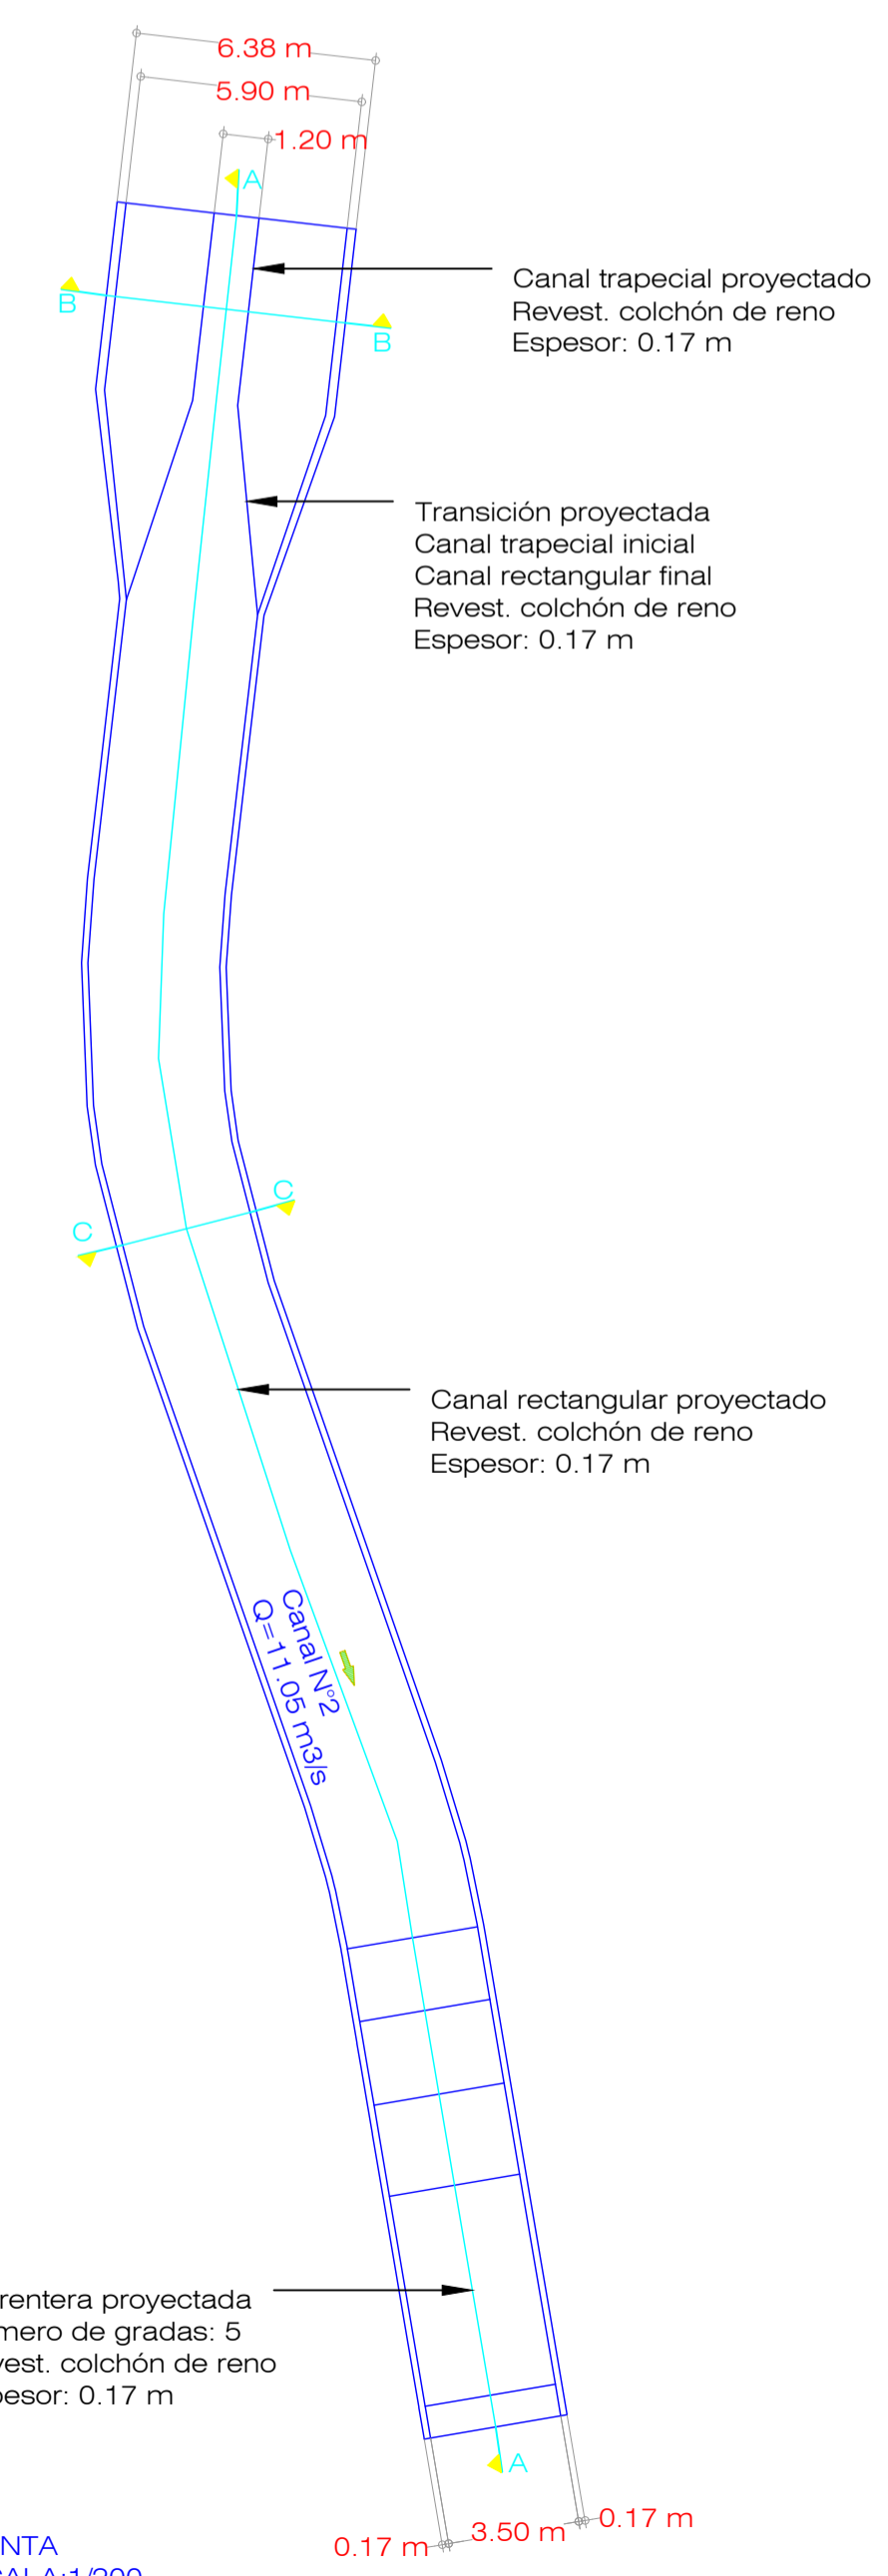 6.38 m
5.90 m
1.20 m
A
B
B
Canal trapecial proyectado
Revest. colchón de reno
Espesor: 0.17 m
Transición proyectada
Canal trapecial inicial
Canal rectangular final
Revest. colchón de reno
Espesor: 0.17 m
C
C
Canal rectangular proyectado
Revest. colchón de reno
Espesor: 0.17 m
Canal N°2
Q=11.05 m3/s
rentera proyectada
mero de gradas: 5
vest. colchón de reno
pesor: 0.17 m
A
0.17 m
3.50 m
0.17 m
NTA